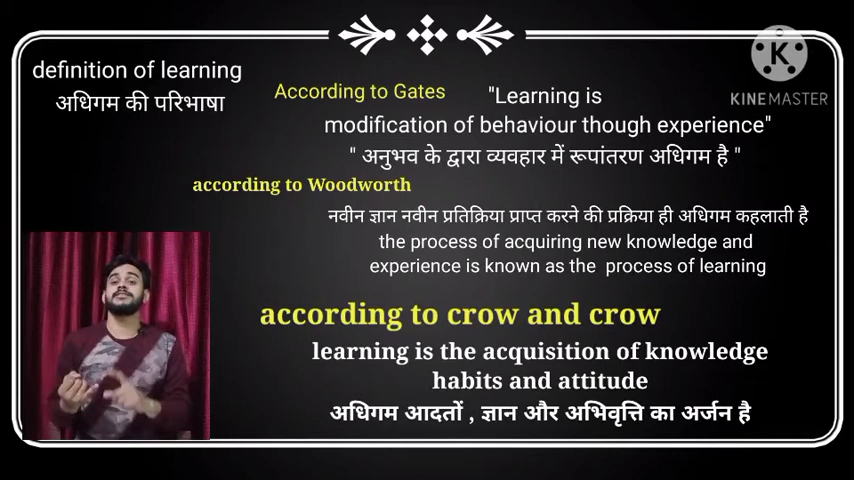 definition of learning
अधिगम की परिभाषा
According to Gates
"Learning is
modification of behaviour though experience"
" अनुभव के द्वारा व्यवहार में रूपांतरण अधिगम है "
according to Woodworth
नवीन ज्ञान नवीन प्रतिक्रिया प्राप्त करने की प्रक्रिया ही अधिगम कहलाती है
the process of acquiring new knowledge and
experience is known as the process of learning
according to crow and crow
learning is the acquisition of knowledge
habits and attitude
अधिगम आदतों , ज्ञान और अभिवृत्ति का अर्जन है
K
KINEMASTER